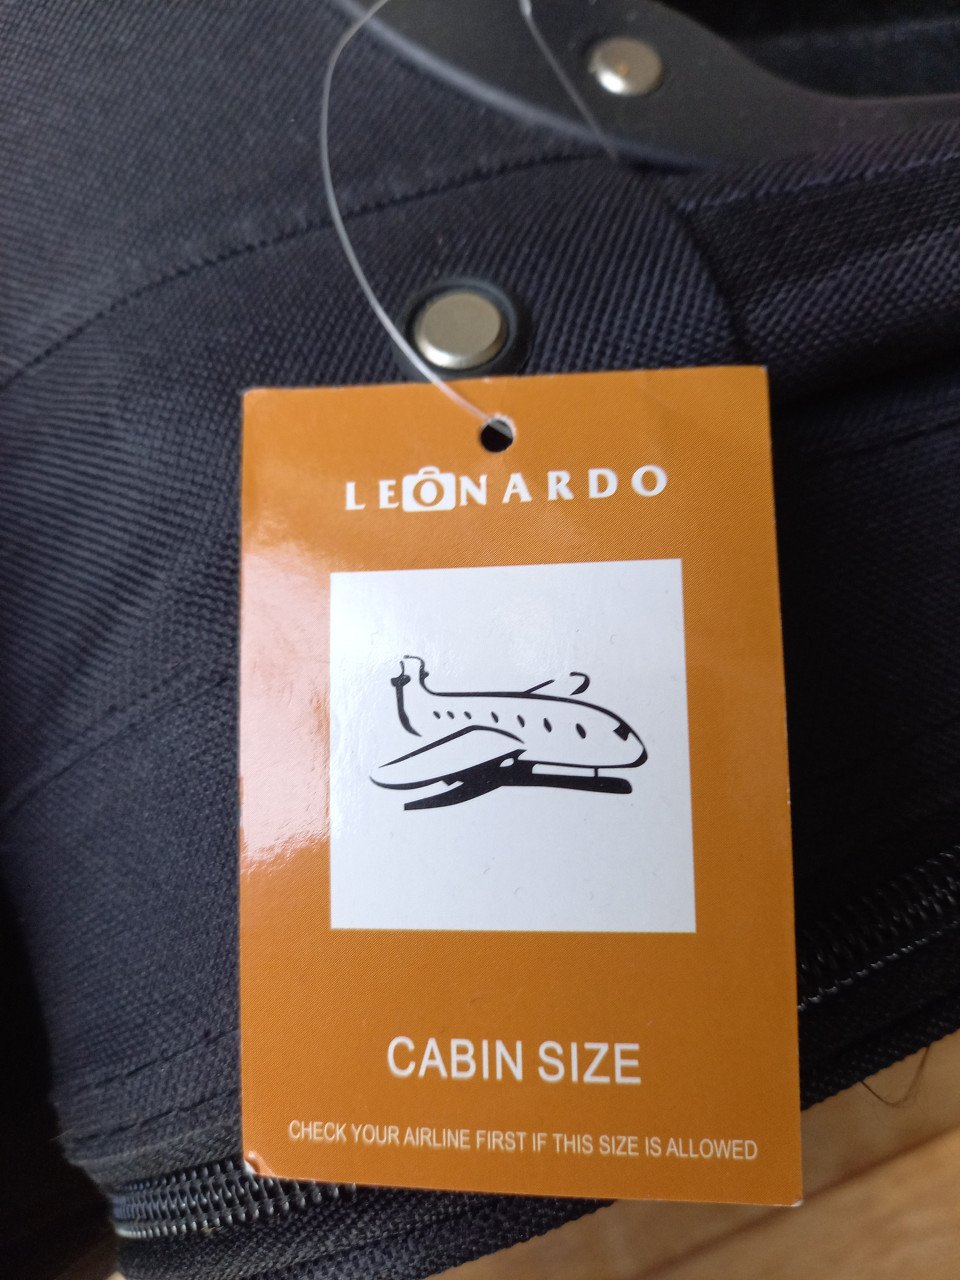 LEONARDO
CABIN SIZE
CHECK YOUR AIRLINE FIRST IF THIS SIZE IS ALLOWED